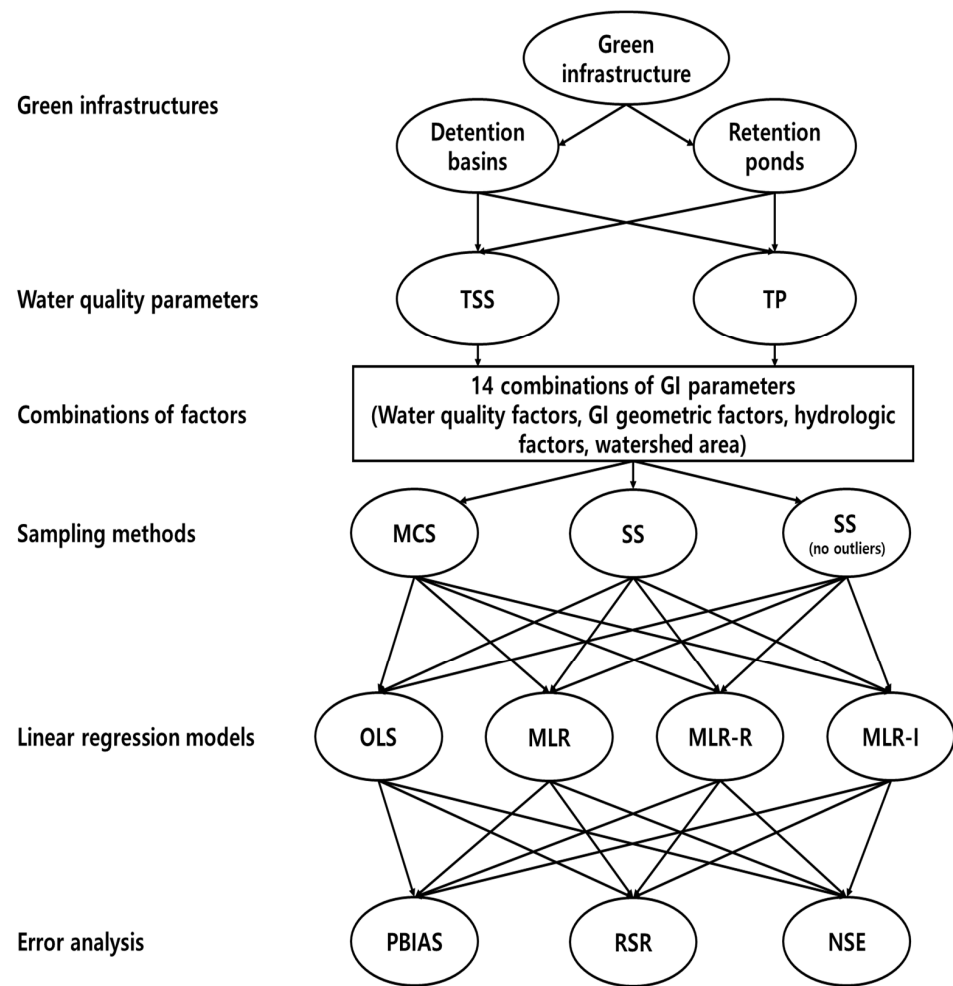 Green
infrastructure
Green infrastructures
Detention
basins
Retention
ponds
Water quality parameters
TSS
TP
Combinations of factors
14 combinations of GI parameters
(Water quality factors, GI geometric factors, hydrologic
factors, watershed area)
Sampling methods
MCS
SS
SS
(no outliers)
Linear regression models
OLS
MLR
MLR-R
MLR-I
Error analysis
PBIAS
RSR
NSE